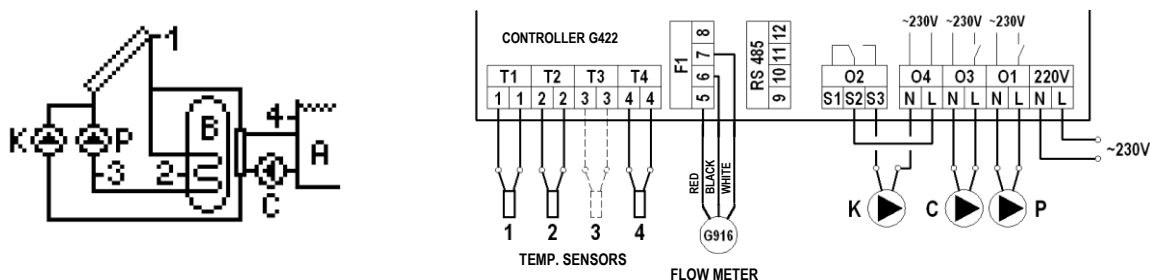 1
B
4
K
P
A
3
2
C
CONTROLLER G422
~230V ~230V ~230V
T1 T2 T3 T4
1 1 2 2 3 3 4 4
F1
8
7
6
5
RS 485
12
11
10
9
O2 O4 O3 O1 220V
S1 S2 S3 N L N L N L N L
~230V
RED
BLACK
WHITE
K C P
G916
1 2 3 4
TEMP. SENSORS
FLOW METER